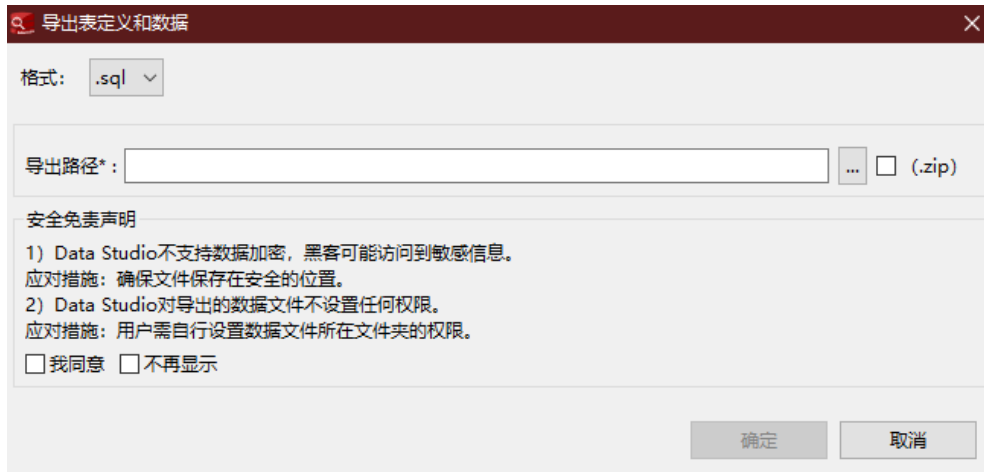 导出表定义和数据
格式： .sql
导出路径*： ... (.zip)
安全免责声明
1）Data Studio不支持数据加密，黑客可能访问到敏感信息。
应对措施：确保文件保存在安全的位置。
2）Data Studio对导出的数据文件不设置任何权限。
应对措施：用户需自行设置数据文件所在文件夹的权限。
我同意 不再显示
确定 取消